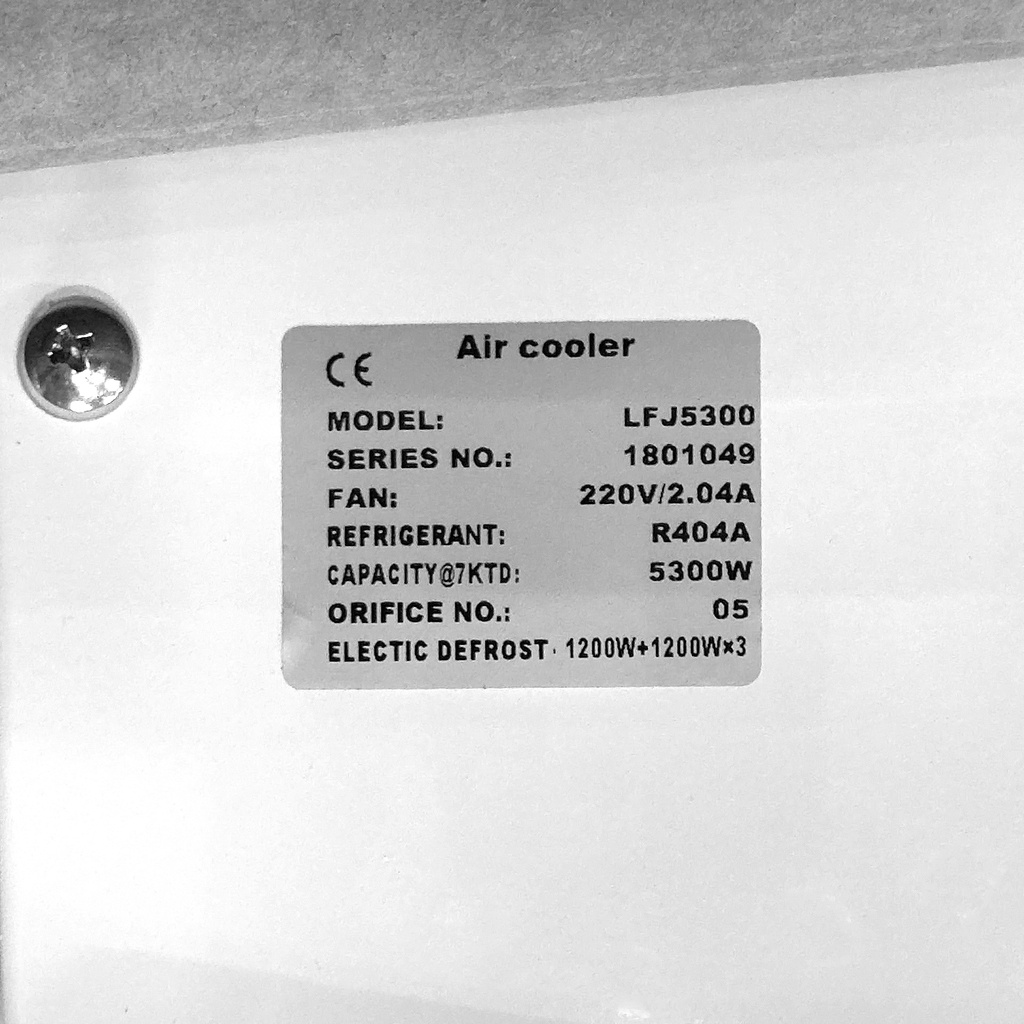 Air cooler
CE
MODEL: LFJ5300
SERIES NO.: 1801049
FAN: 220V/2.04A
REFRIGERANT: R404A
CAPACITY@7KTD: 5300W
ORIFICE NO.: 05
ELECTIC DEFROST· 1200W+1200W×3